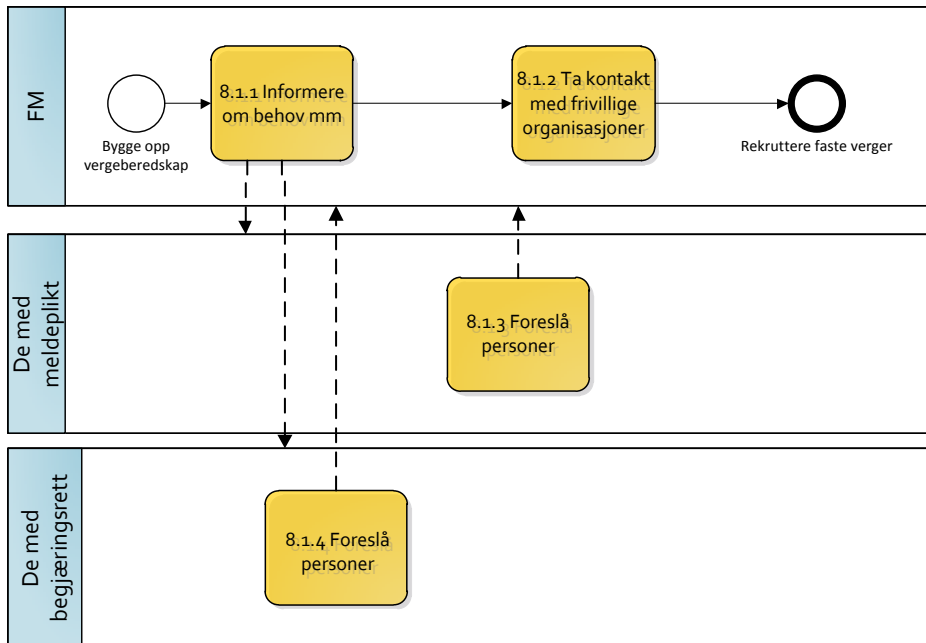 FM
Bygge opp
vergeberedskap
8.1.1 Informere
om behov mm
8.1.2 Ta kontakt
med frivillige
organisasjoner
Rekruttere faste verger
De med
meldeplikt
8.1.3 Foreslå
personer
De med
begjæringsrett
8.1.4 Foreslå
personer